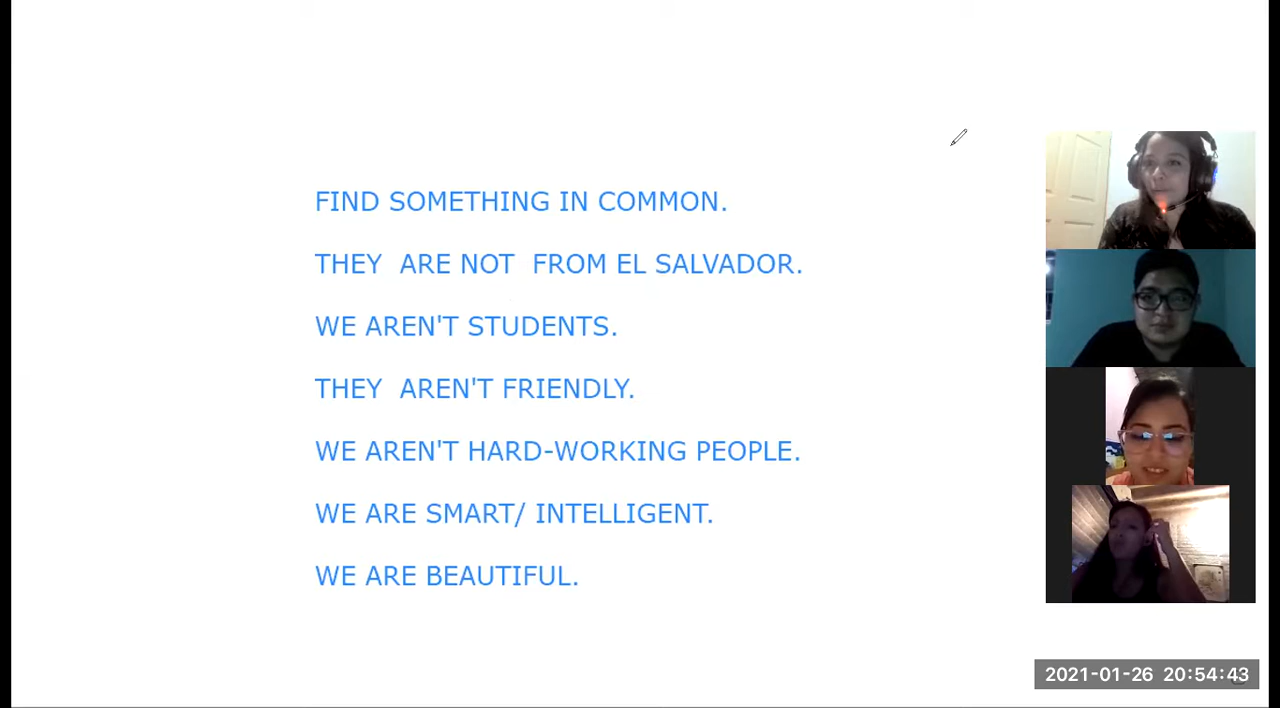 FIND SOMETHING IN COMMON.
THEY ARE NOT FROM EL SALVADOR.
WE AREN'T STUDENTS.
THEY AREN'T FRIENDLY.
WE AREN'T HARD-WORKING PEOPLE.
WE ARE SMART/ INTELLIGENT.
WE ARE BEAUTIFUL.
2021-01-26 20:54:43